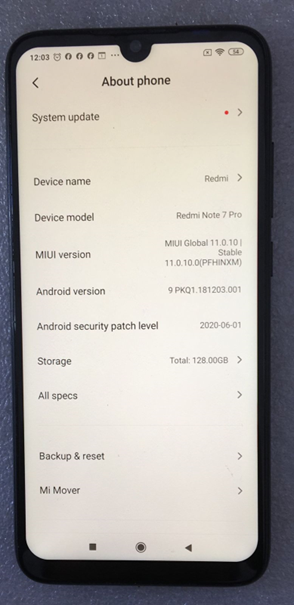 12:03
58
About phone
System update
Device name Redmi
Device model Redmi Note 7 Pro
MIUI version MIUI Global 11.0.10 |
Stable
11.0.10.0(PFHINXM)
Android version 9 PKQ1.181203.001
Android security patch level 2020-06-01
Storage Total: 128.00GB
All specs
Backup & reset
Mi Mover